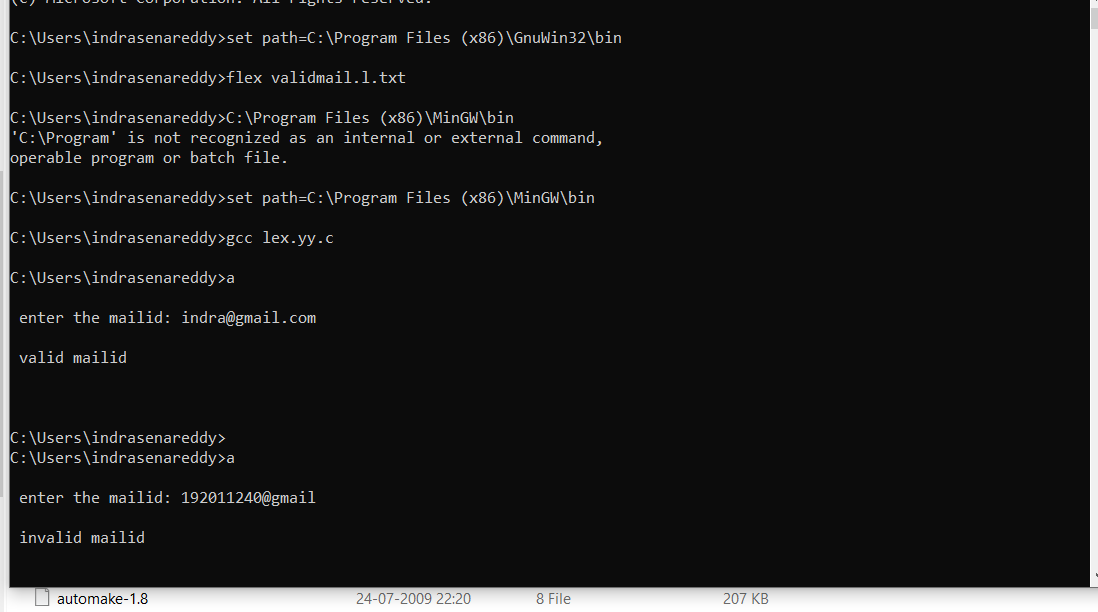 (c) Microsoft Corporation. All rights reserved.
C:\Users\indrasenareddy>set path=C:\Program Files (x86)\GnuWin32\bin
C:\Users\indrasenareddy>flex validmail.l.txt
C:\Users\indrasenareddy>C:\Program Files (x86)\MinGW\bin
'C:\Program' is not recognized as an internal or external command,
operable program or batch file.
C:\Users\indrasenareddy>set path=C:\Program Files (x86)\MinGW\bin
C:\Users\indrasenareddy>gcc lex.yy.c
C:\Users\indrasenareddy>a
enter the mailid: indra@gmail.com
valid mailid
C:\Users\indrasenareddy>
C:\Users\indrasenareddy>a
enter the mailid: 192011240@gmail
invalid mailid
automake-1.8 24-07-2009 22:20 8 File 207 KB